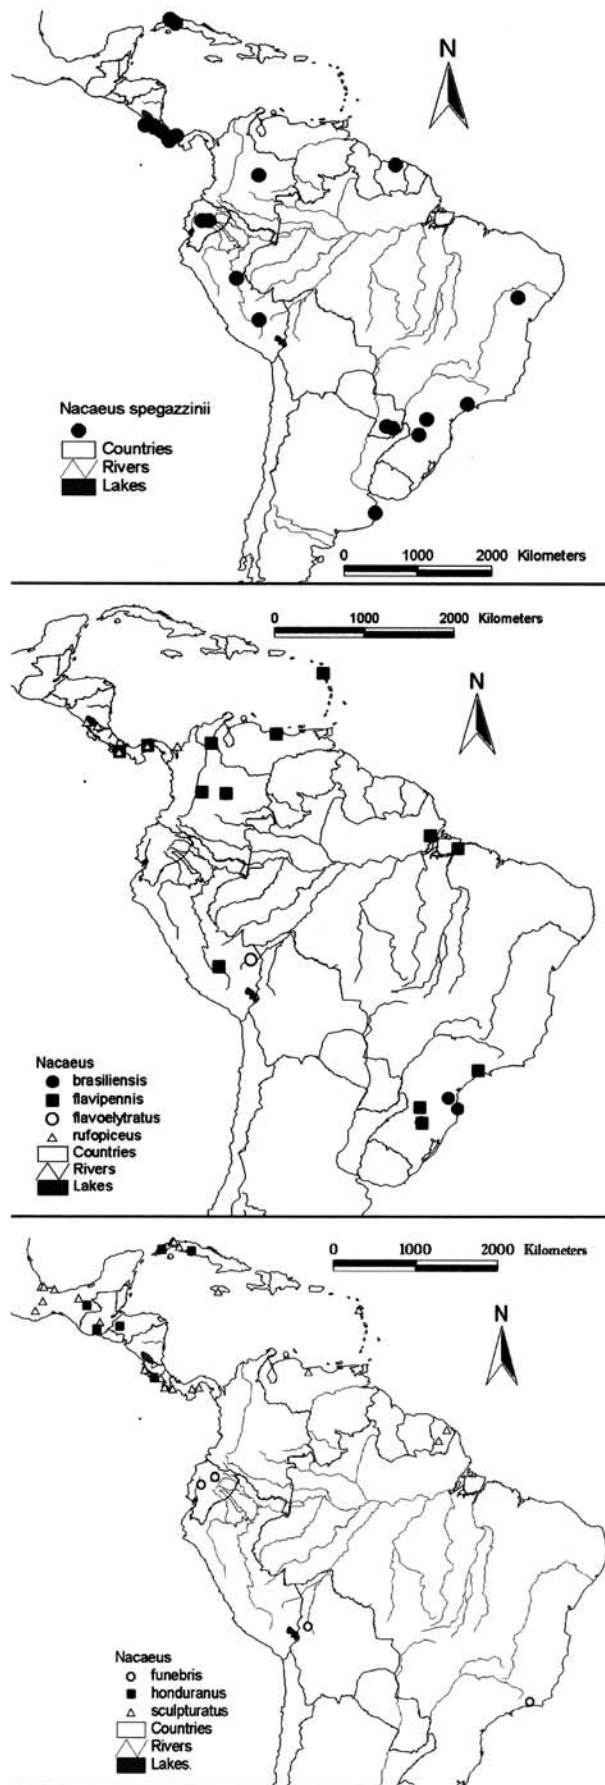 N
Nacaeus spegazzinii
Countries
Rivers
Lakes
0 1000 2000 Kilometers
0 1000 2000 Kilometers
N
Nacaeus
brasiliensis
flavipennis
flavoelytratus
rufopiceus
Countries
Rivers
Lakes
0 1000 2000 Kilometers
N
Nacaeus
funebris
honduranus
sculpturatus
Countries
Rivers
Lakes.